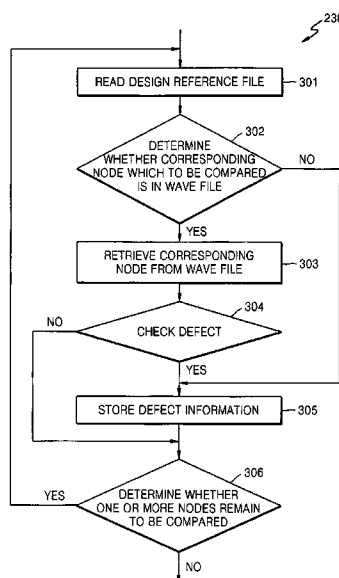 230
READ DESIGN REFERENCE FILE
301
302
DETERMINE
WHETHER CORRESPONDING
NODE WHICH TO BE COMPARED
IS IN WAVE FILE
NO
YES
RETRIEVE CORRESPONDING
NODE FROM WAVE FILE
303
304
NO
CHECK DEFECT
YES
STORE DEFECT INFORMATION
305
306
YES
DETERMINE WHETHER
ONE OR MORE NODES REMAIN
TO BE COMPARED
NO